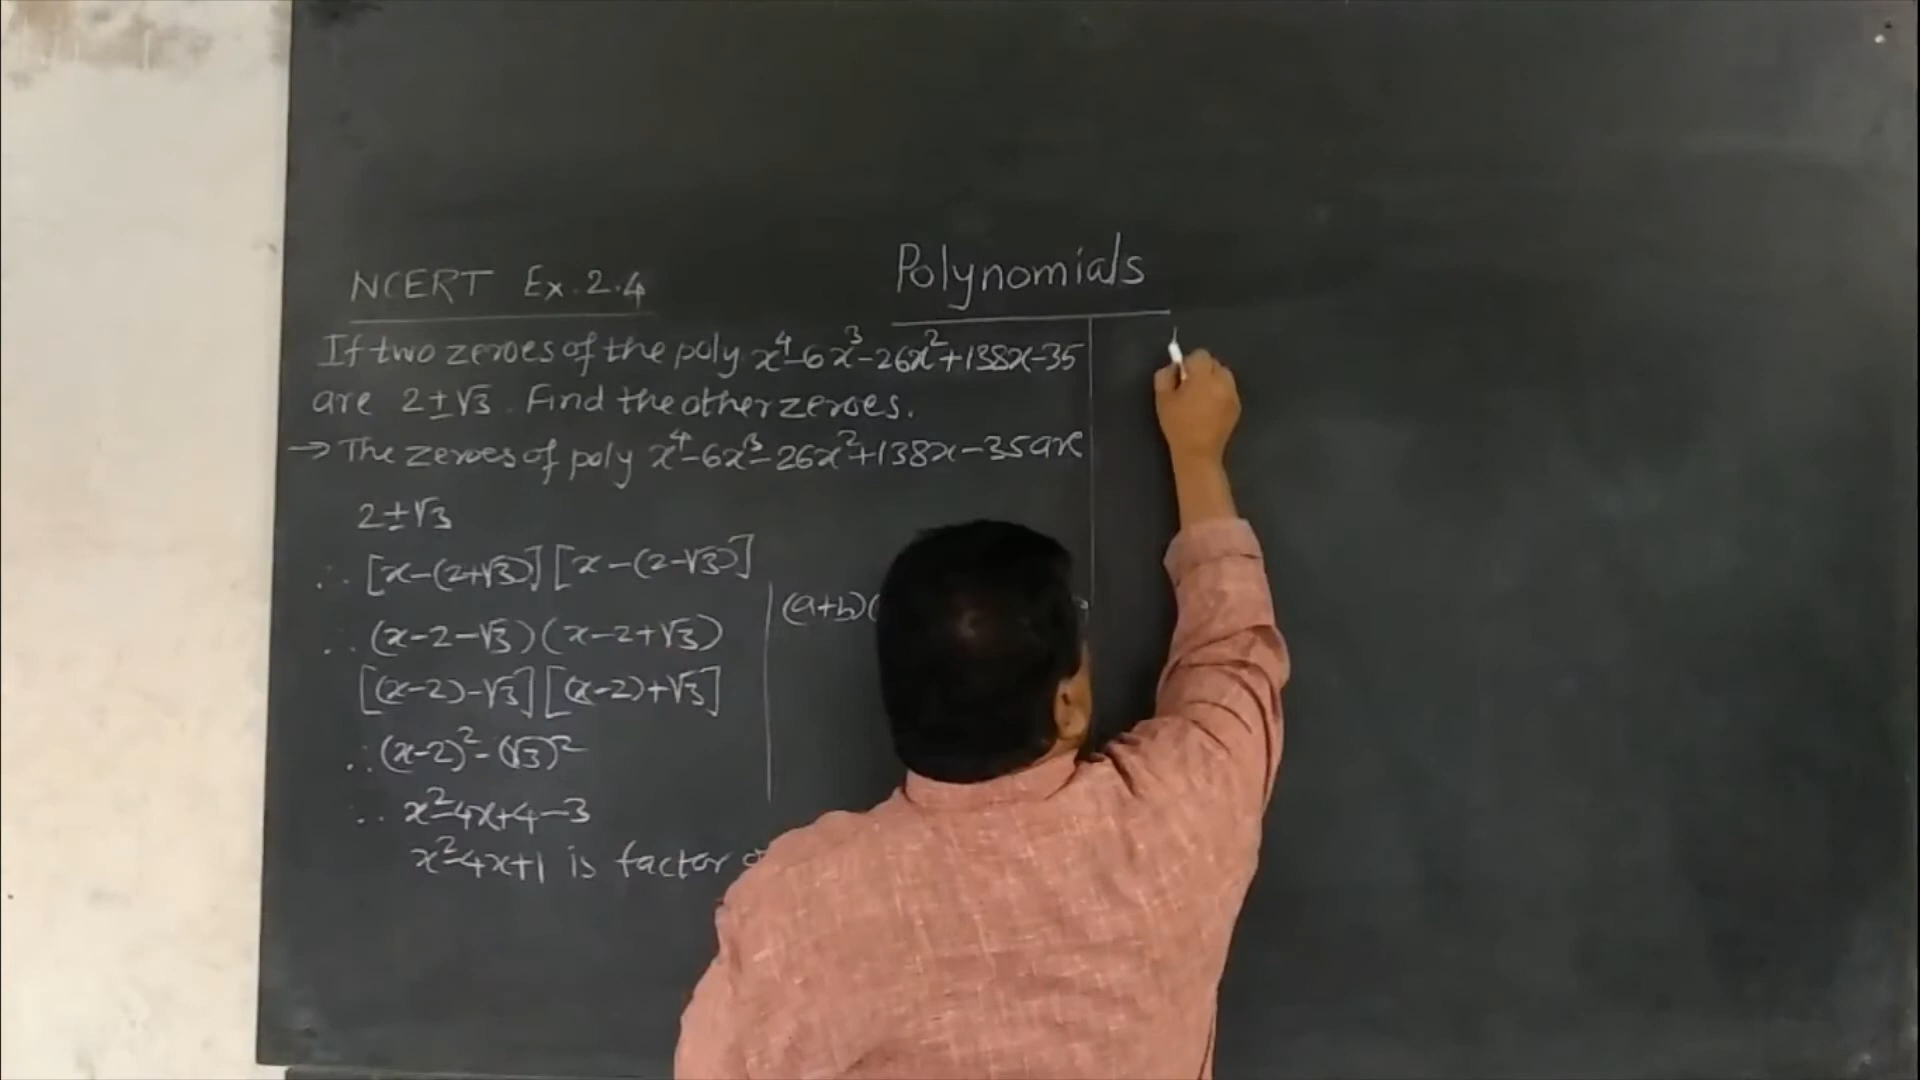 Polynomials
NCERT Ex.2.4
If two zeroes of the poly x⁴-6x³-26x²+138x-35
are 2±√3. Find the other zeroes.
→ The zeroes of poly x⁴-6x³-26x²+138x-35 are
2±√3
∴ [x-(2+√3)][x-(2-√3)]
∴ (x-2-√3)(x-2+√3)
(a+b)(
[(x-2)-√3][(x-2)+√3]
∴ (x-2)²-(√3)²
∴ x²-4x+4-3
x²-4x+1 is factor